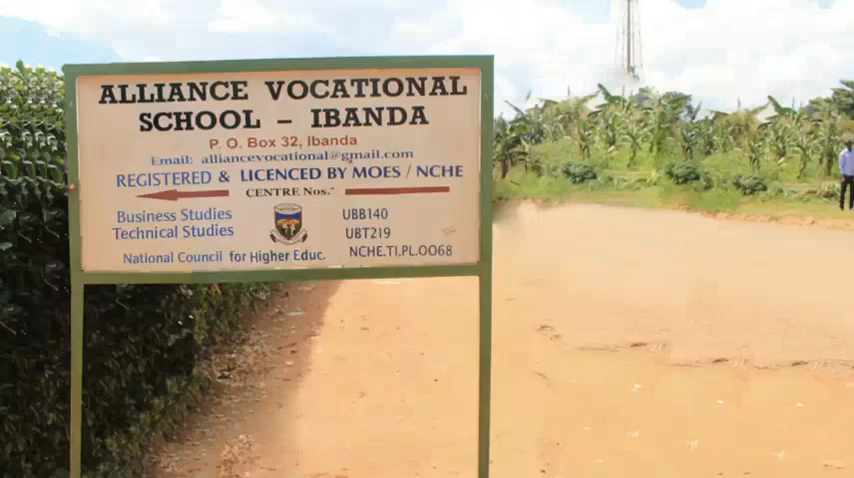 ALLIANCE VOCATIONAL
SCHOOL – IBANDA
P. O. Box 32, Ibanda
Email: alliancevocational@gmail.com
REGISTERED & LICENCED BY MOES / NCHE
CENTRE Nos.
Business Studies UBB140
Technical Studies UBT219
National Council for Higher Educ. NCHE.TI.PL.0068